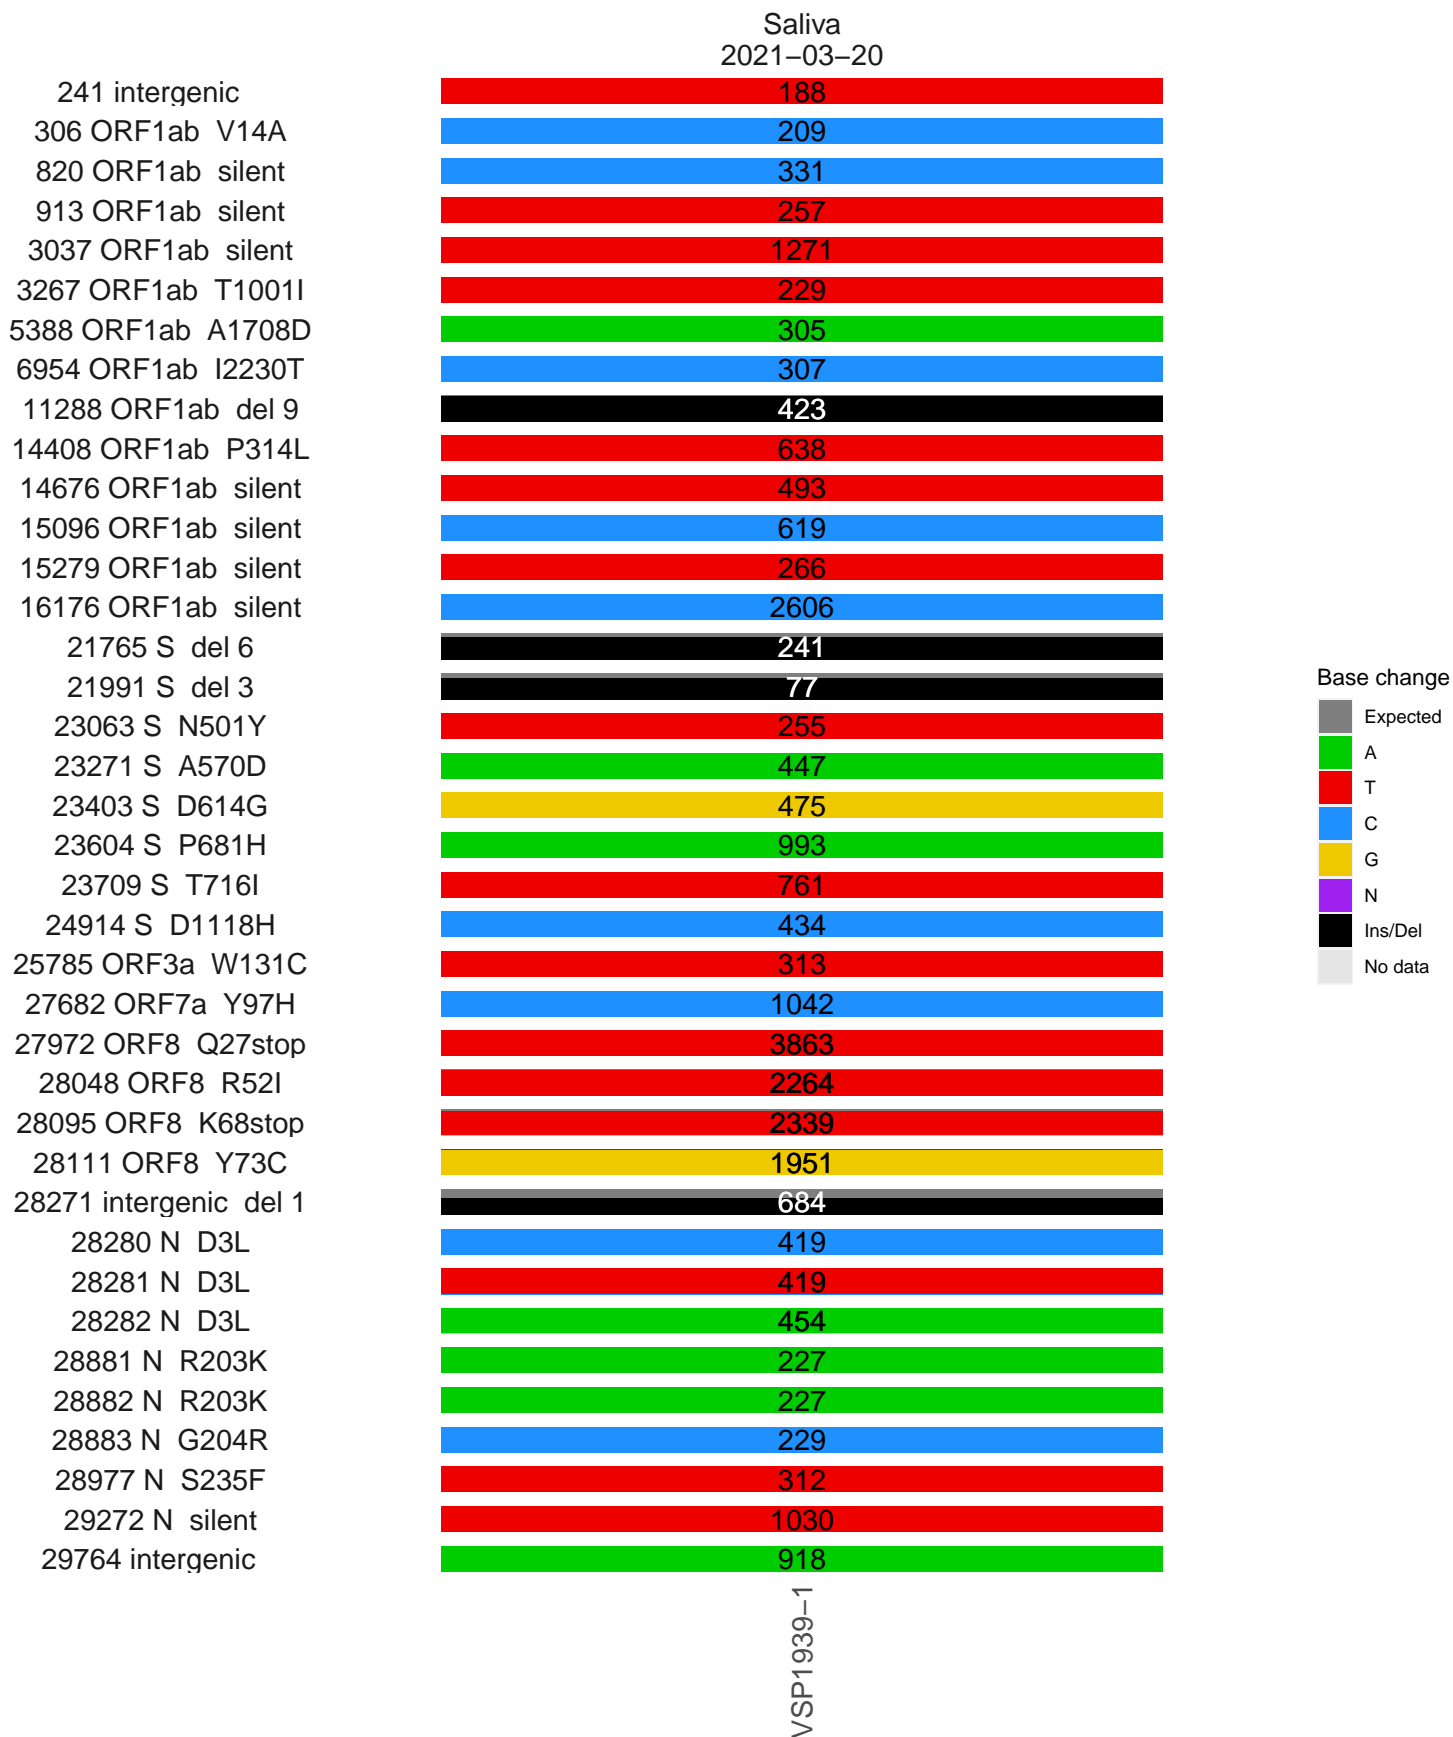 Saliva
2021−03−20
241 intergenic 188
306 ORF1ab V14A 209
820 ORF1ab silent 331
913 ORF1ab silent 257
3037 ORF1ab silent 1271
3267 ORF1ab T1001I 229
5388 ORF1ab A1708D 305
6954 ORF1ab I2230T 307
11288 ORF1ab del 9 423
14408 ORF1ab P314L 638
14676 ORF1ab silent 493
15096 ORF1ab silent 619
15279 ORF1ab silent 266
16176 ORF1ab silent 2606
21765 S del 6 241
21991 S del 3 77
23063 S N501Y 255
23271 S A570D 447
23403 S D614G 475
23604 S P681H 993
23709 S T716I 761
24914 S D1118H 434
25785 ORF3a W131C 313
27682 ORF7a Y97H 1042
27972 ORF8 Q27stop 3863
28048 ORF8 R52I 2264
28095 ORF8 K68stop 2339
28111 ORF8 Y73C 1951
28271 intergenic del 1 684
28280 N D3L 419
28281 N D3L 419
28282 N D3L 454
28881 N R203K 227
28882 N R203K 227
28883 N G204R 229
28977 N S235F 312
29272 N silent 1030
29764 intergenic 918
VSP1939−1
Base change
Expected
A
T
C
G
N
Ins/Del
No data